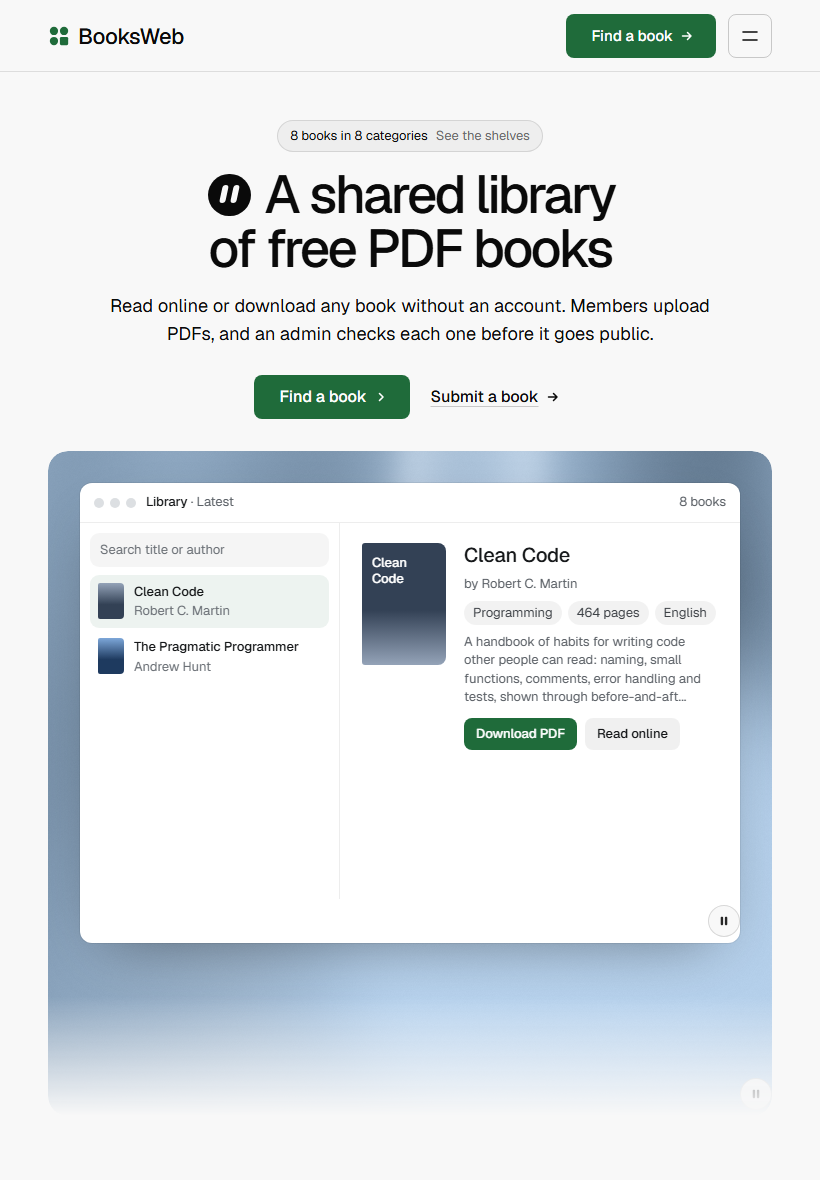 BooksWeb
Find a book →
8 books in 8 categories See the shelves
A shared library
of free PDF books
Read online or download any book without an account. Members upload
PDFs, and an admin checks each one before it goes public.
Find a book ›
Submit a book →
Library · Latest
8 books
Search title or author
Clean Code
Robert C. Martin
The Pragmatic Programmer
Andrew Hunt
Clean
Code
Clean Code
by Robert C. Martin
Programming
464 pages
English
A handbook of habits for writing code
other people can read: naming, small
functions, comments, error handling and
tests, shown through before-and-aft...
Download PDF
Read online